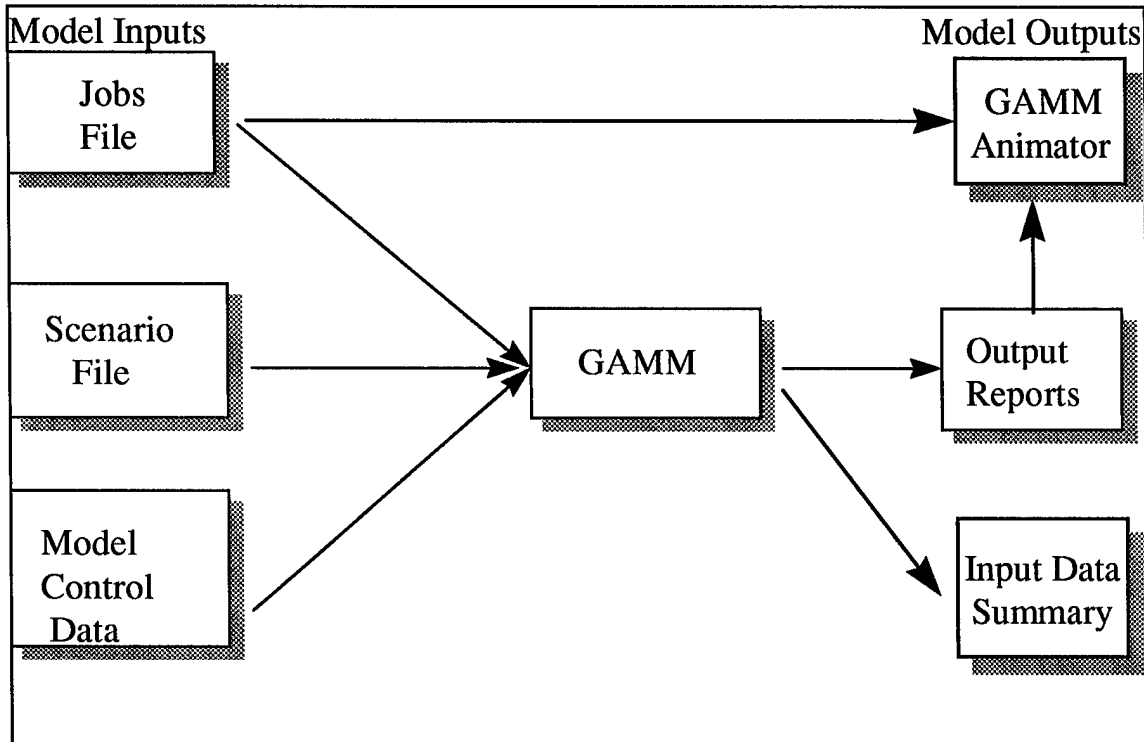 Model Inputs
Model Outputs
Jobs
File
GAMM
Animator
Scenario
File
GAMM
Output
Reports
Model
Control
Data
Input Data
Summary